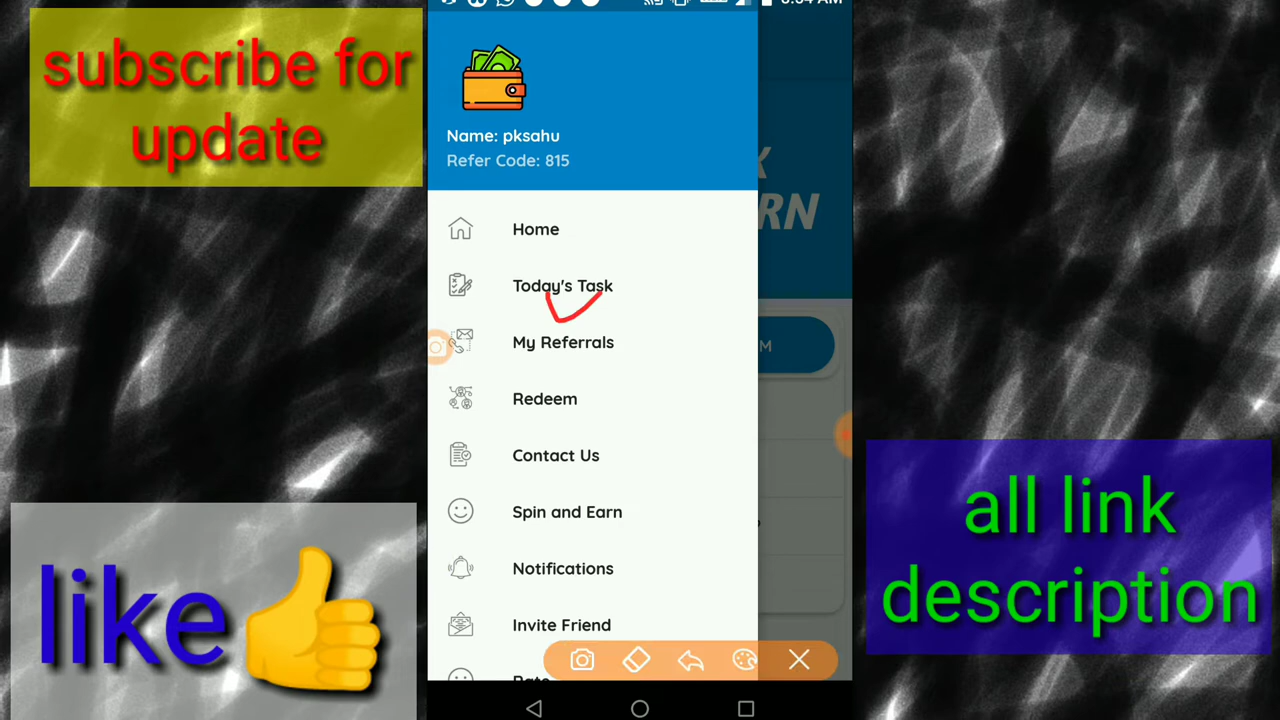 subscribe for
update
Name: pksahu
Refer Code: 815
Home
Today's Task
My Referrals
Redeem
Contact Us
Spin and Earn
Notifications
Invite Friend
RN
M
like
all link
description